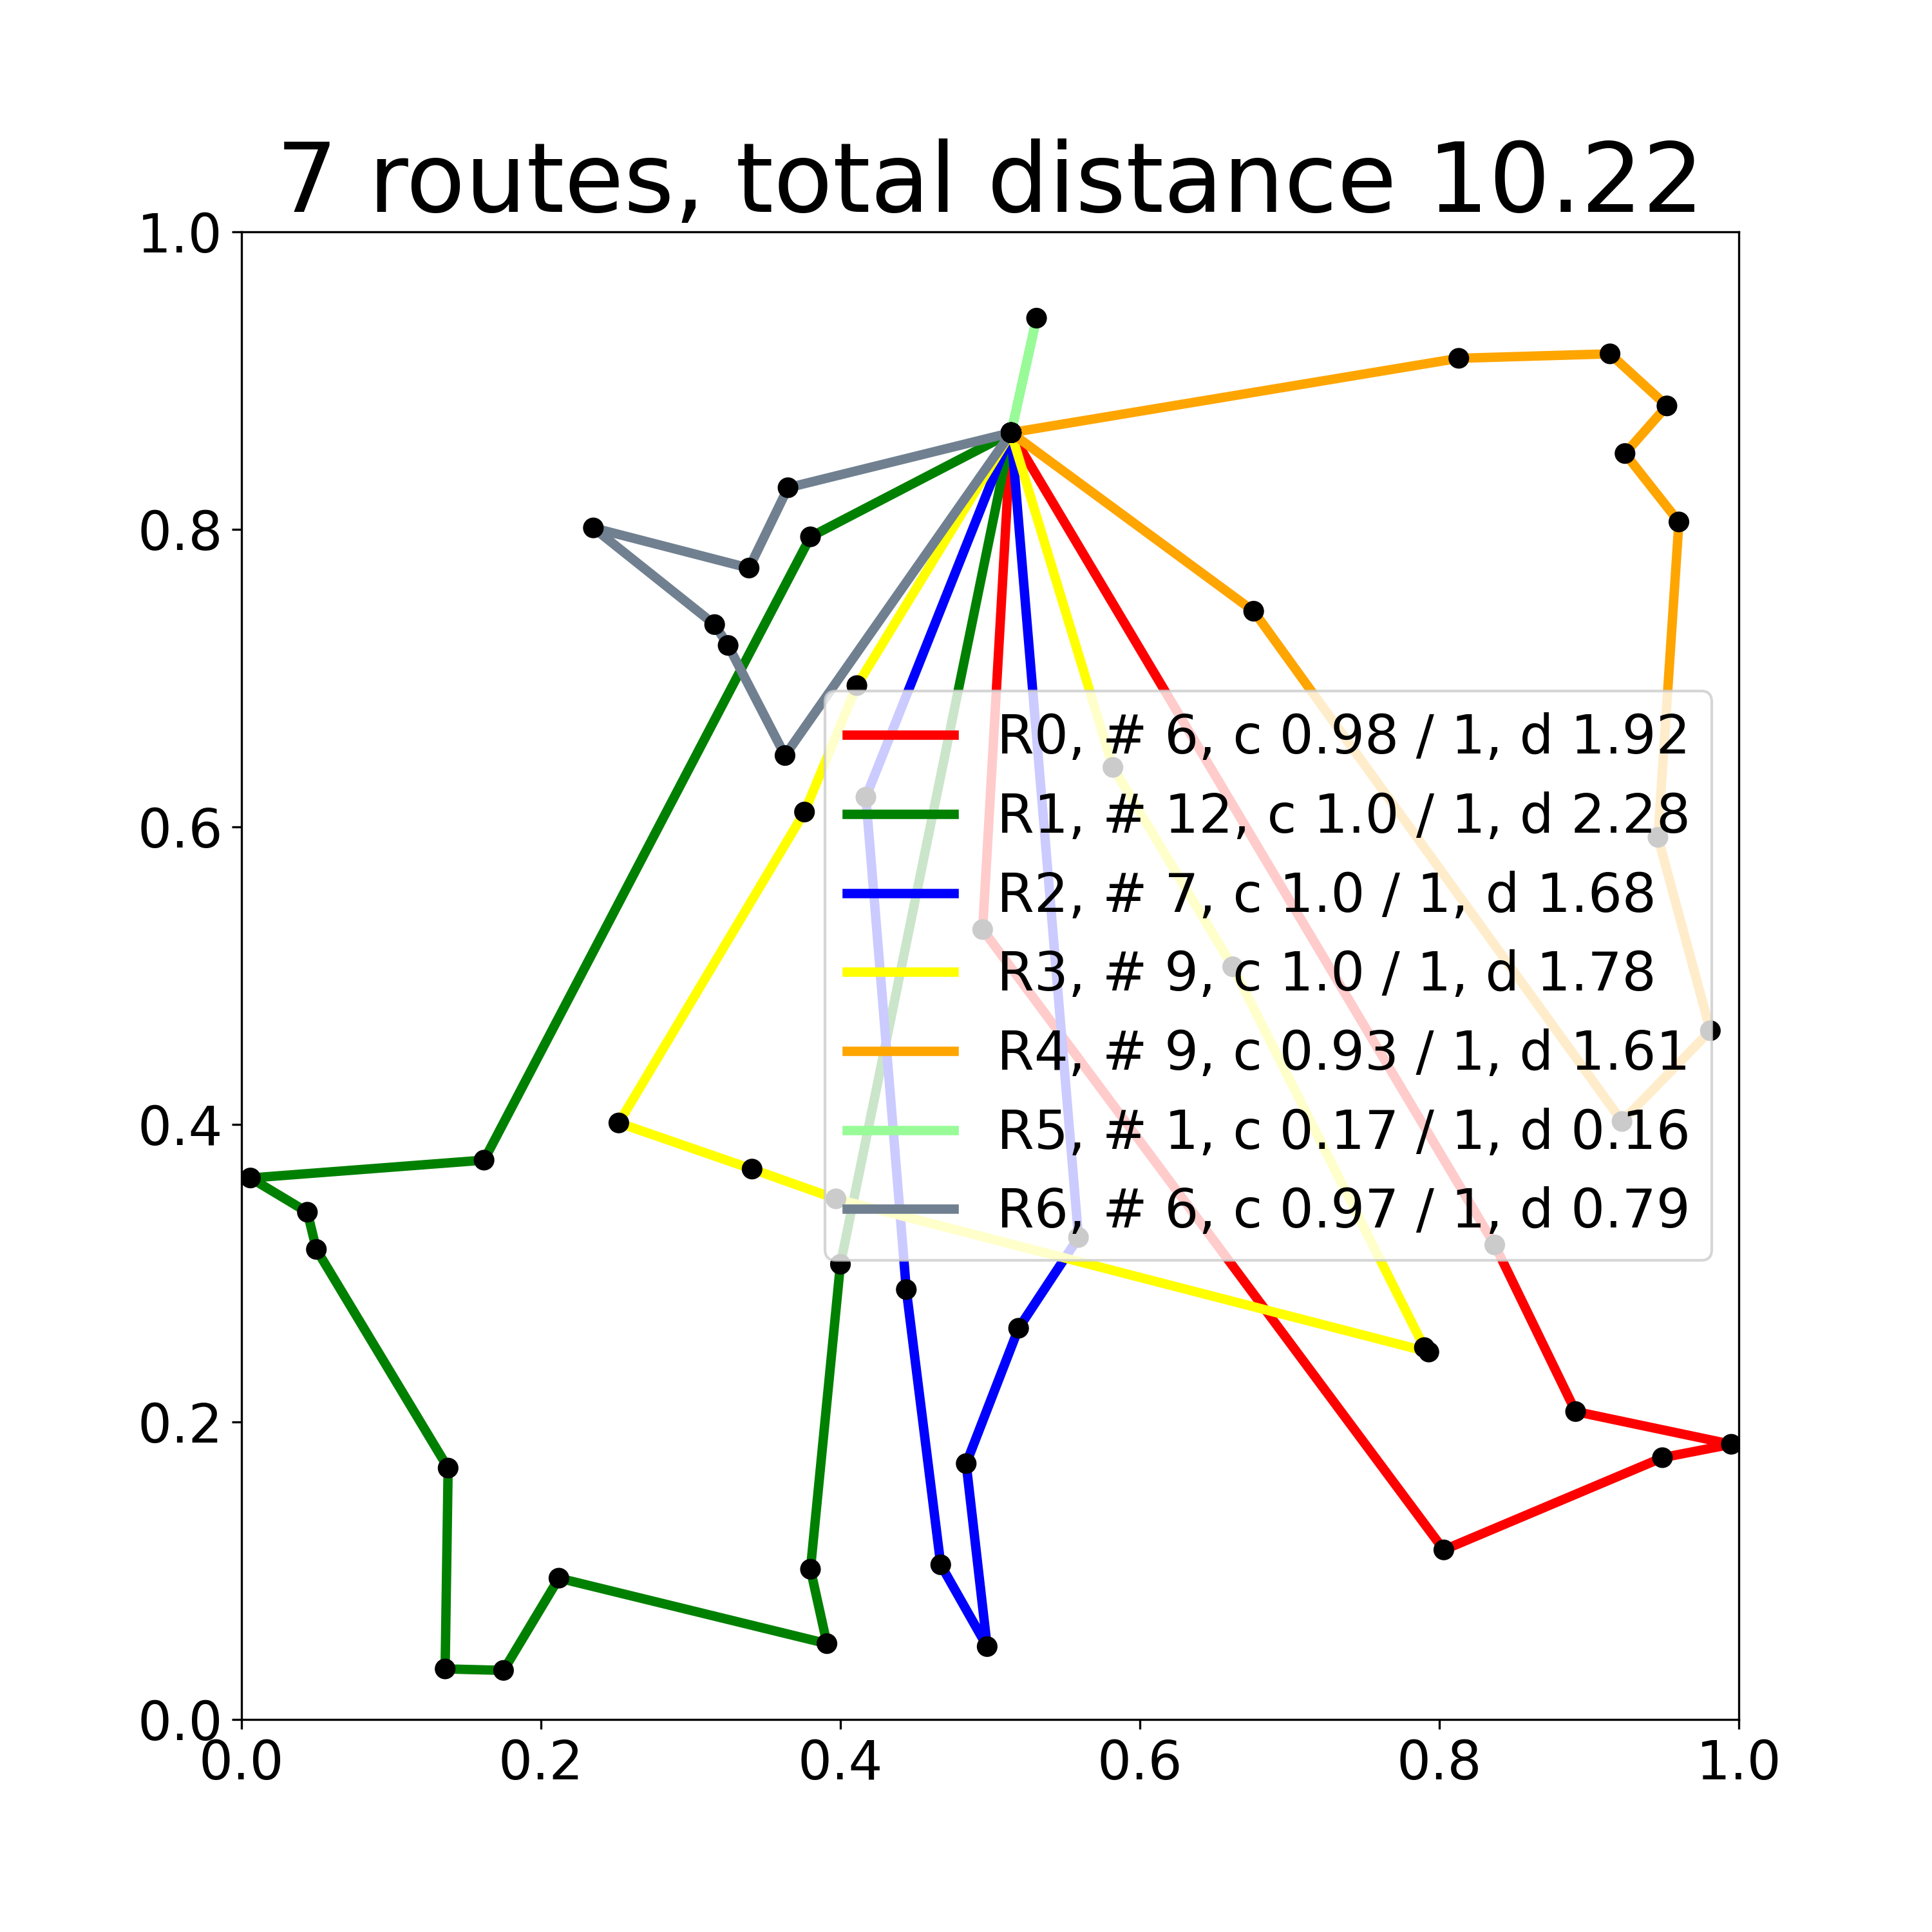 7 routes, total distance 10.22
1.0
0.8
0.6
0.4
0.2
0.0
R0, # 6, c 0.98 / 1, d 1.92
R1, # 12, c 1.0 / 1, d 2.28
R2, # 7, c 1.0 / 1, d 1.68
R3, # 9, c 1.0 / 1, d 1.78
R4, # 9, c 0.93 / 1, d 1.61
R5, # 1, c 0.17 / 1, d 0.16
R6, # 6, c 0.97 / 1, d 0.79
0.0 0.2 0.4 0.6 0.8 1.0